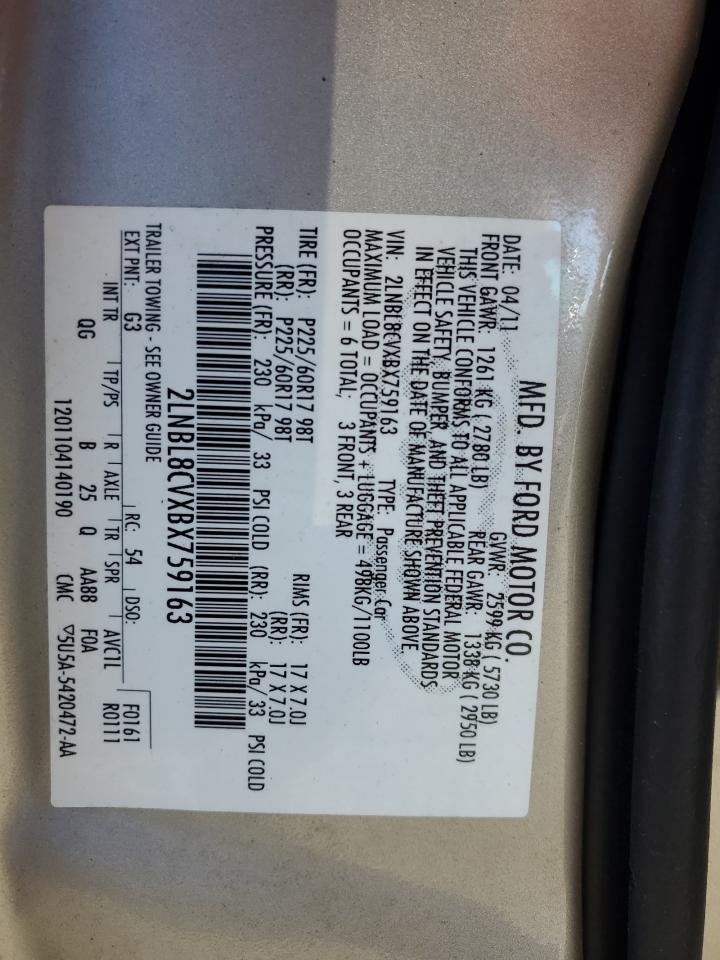 MFD. BY FORD MOTOR CO.
DATE: 04/11 GVWR: 2599 KG ( 5730 LB)
FRONT GAWR: 1261 KG ( 2780 LB) REAR GAWR: 1338 KG ( 2950 LB)
THIS VEHICLE CONFORMS TO ALL APPLICABLE FEDERAL MOTOR
VEHICLE SAFETY, BUMPER, AND THEFT PREVENTION STANDARDS
IN EFFECT ON THE DATE OF MANUFACTURE SHOWN ABOVE.
VIN: 2LNBL8CVXBX759163 TYPE: Passenger Car
MAXIMUM LOAD = OCCUPANTS + LUGGAGE = 498KG/1100LB
OCCUPANTS = 6 TOTAL; 3 FRONT, 3 REAR
TIRE (FR): P225/60R17 98T RIMS (FR): 17 X 7.0J
(RR): P225/60R17 98T (RR): 17 X 7.0J
PRESSURE (FR): 230 kPa/ 33 PSI COLD (RR): 230 kPa/ 33 PSI COLD
2LNBL8CVXBX759163
TRAILER TOWING - SEE OWNER GUIDE
EXT PNT: G3 RC: 54 DSO: F0161
R0111
INT TR TP/PS R AXLE TR SPR AVCTL
QG B 25 Q AA88 F0A
1201104140190 CMC ▽5U5A-5420472-AA